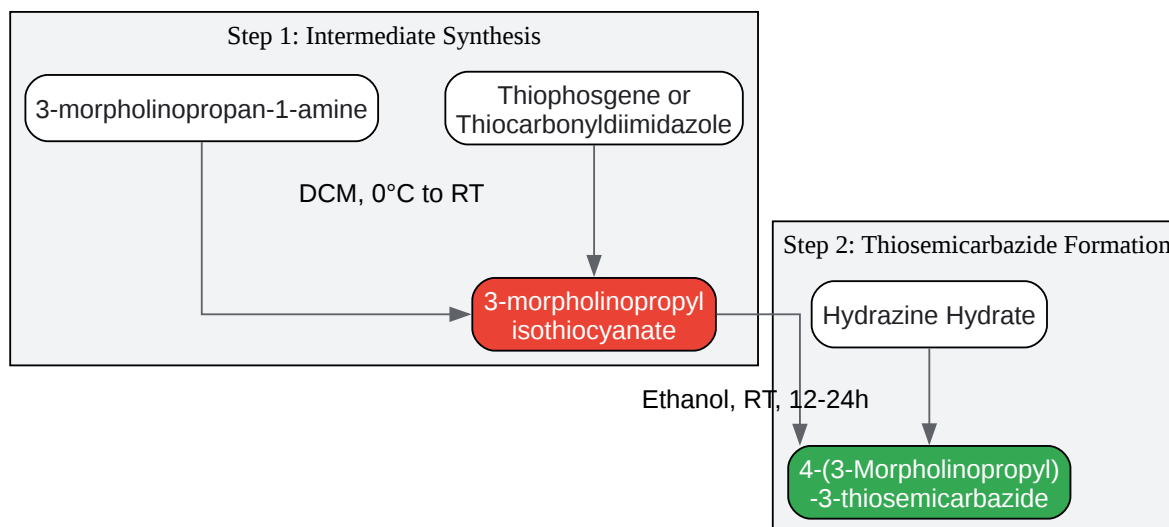 Step 1: Intermediate Synthesis
3-morpholinopropan-1-amine
Thiophosgene or
Thiocarbonyldiimidazole
DCM, 0°C to RT
3-morpholinopropyl
isothiocyanate
Step 2: Thiosemicarbazide Formation
Hydrazine Hydrate
Ethanol, RT, 12-24h
4-(3-Morpholinopropyl)
-3-thiosemicarbazide